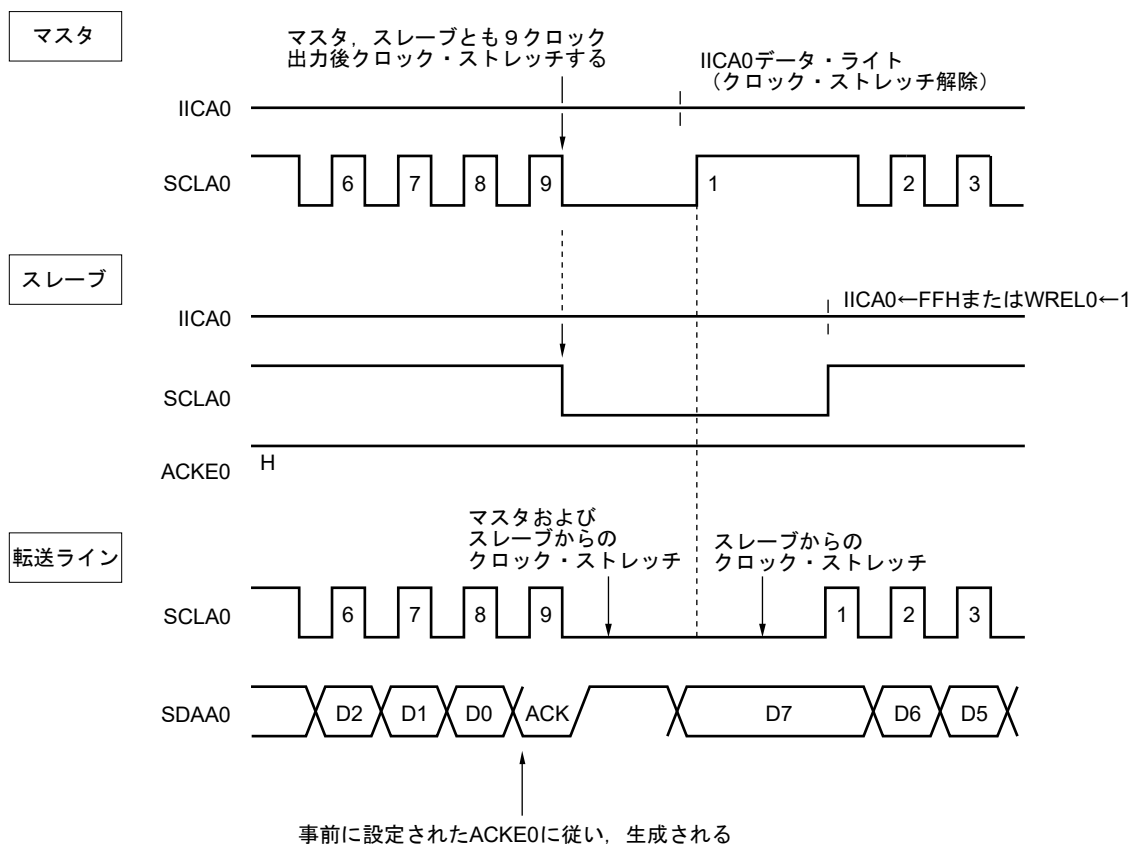 マスタ
マスタ，スレーブとも９クロック
出力後クロック・ストレッチする
IICA0データ・ライト
（クロック・ストレッチ解除）
IICA0
SCLA0
6 7 8 9 1 2 3
スレーブ
IICA0
IICA0←FFHまたはWREL0←1
SCLA0
ACKE0
H
転送ライン
マスタおよび
スレーブからの
クロック・ストレッチ
スレーブからの
クロック・ストレッチ
SCLA0
6 7 8 9 1 2 3
SDAA0
D2 D1 D0 ACK D7 D6 D5
事前に設定されたACKE0に従い，生成される